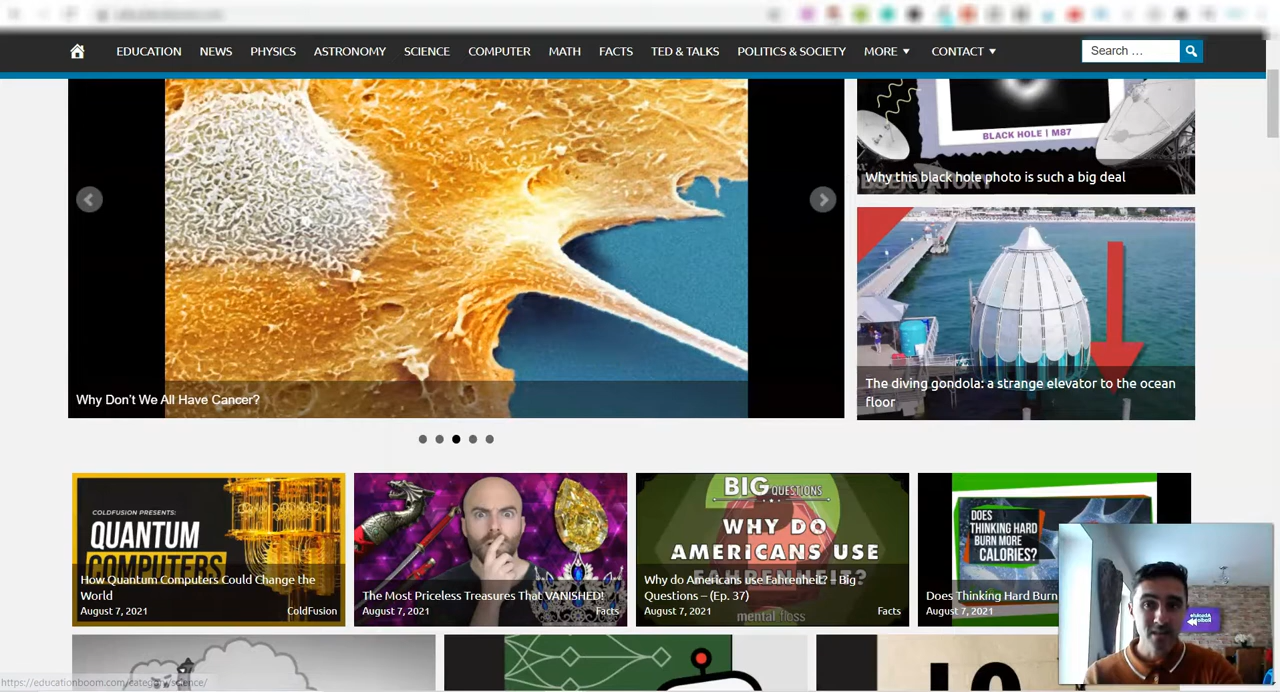 EDUCATION NEWS PHYSICS ASTRONOMY SCIENCE COMPUTER MATH FACTS TED & TALKS POLITICS & SOCIETY MORE CONTACT Search ...
BLACK HOLE | M87
OBSERVATORY
Why this black hole photo is such a big deal
The diving gondola: a strange elevator to the ocean
floor
Why Don't We All Have Cancer?
COLDFUSION PRESENTS:
QUANTUM
COMPUTERS
How Quantum Computers Could Change the
World
August 7, 2021 ColdFusion
The Most Priceless Treasures That VANISHED!
August 7, 2021 Facts
BIG QUESTIONS
WHY DO
AMERICANS USE
FAHRENHEIT?
Why do Americans use Fahrenheit? – Big
Questions – (Ep. 37)
August 7, 2021 Facts
mental floss
DOES
THINKING HARD
BURN MORE
CALORIES?
Does Thinking Hard Burn
August 7, 2021
https://educationboom.com/category/science/